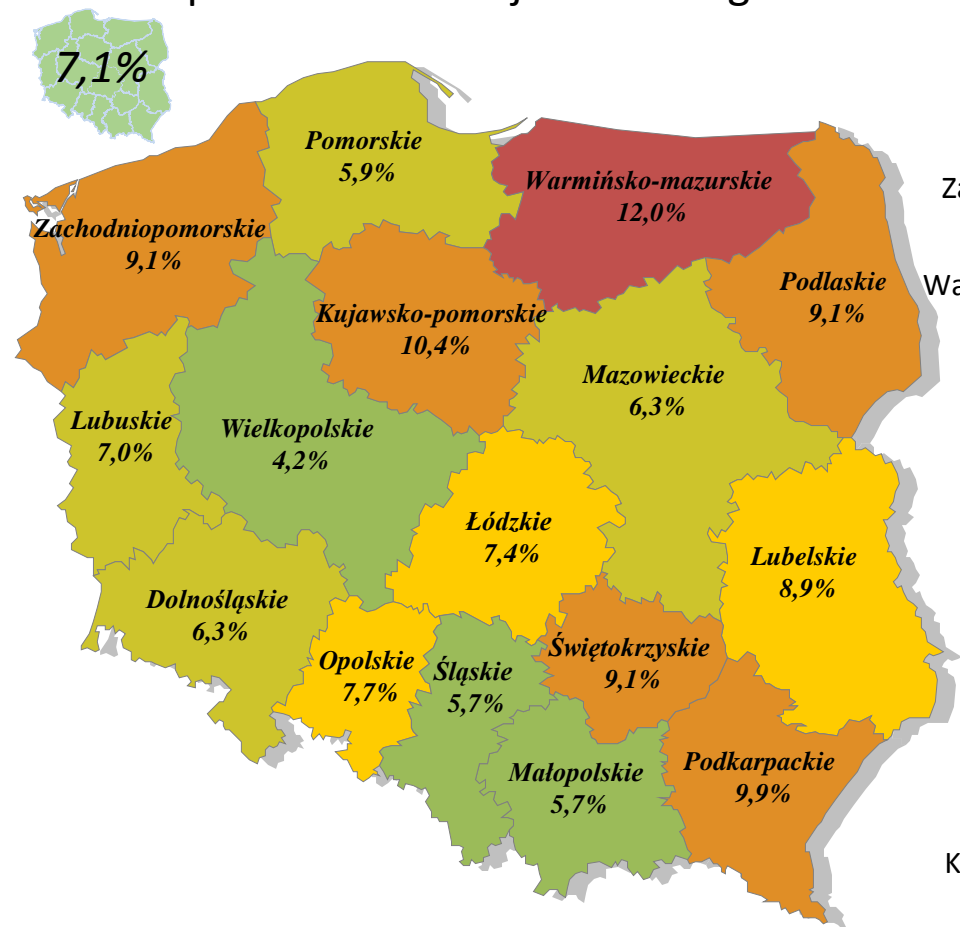 7,1%
Pomorskie
5,9%
Warmińsko-mazurskie
12,0%
Zachodniopomorskie
9,1%
Podlaskie
9,1%
Kujawsko-pomorskie
10,4%
Mazowieckie
6,3%
Lubuskie
7,0%
Wielkopolskie
4,2%
Łódzkie
7,4%
Lubelskie
8,9%
Dolnośląskie
6,3%
Opolskie
7,7%
Śląskie
5,7%
Świętokrzyskie
9,1%
Małopolskie
5,7%
Podkarpackie
9,9%